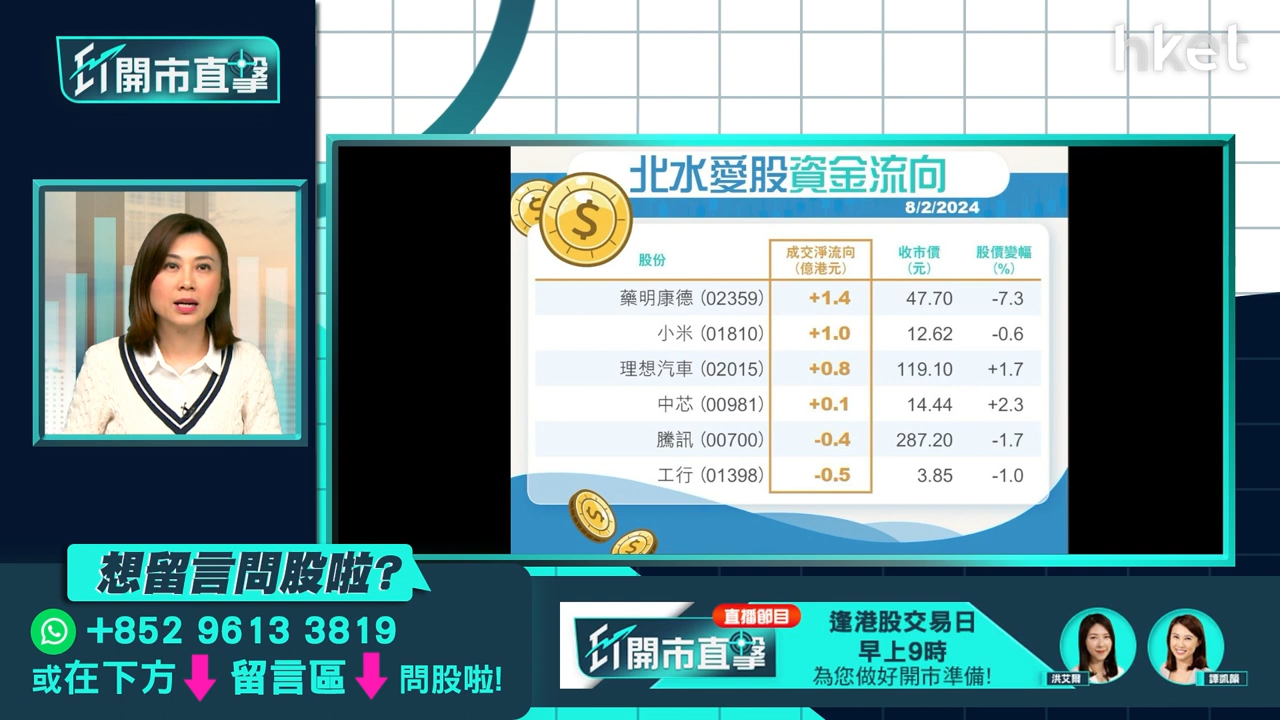 ET開市直擊
hket
北水愛股資金流向
8/2/2024
股份 成交淨流向 (億港元) 收市價 (元) 股價變幅 (%)
藥明康德 (02359) +1.4 47.70 -7.3
小米 (01810) +1.0 12.62 -0.6
理想汽車 (02015) +0.8 119.10 +1.7
中芯 (00981) +0.1 14.44 +2.3
騰訊 (00700) -0.4 287.20 -1.7
工行 (01398) -0.5 3.85 -1.0
想留言問股啦?
+852 9613 3819
或在下方 留言區 問股啦!
直播節目
ET開市直擊
逢港股交易日
早上9時
為您做好開市準備!
洪艾爾
譚凱韻